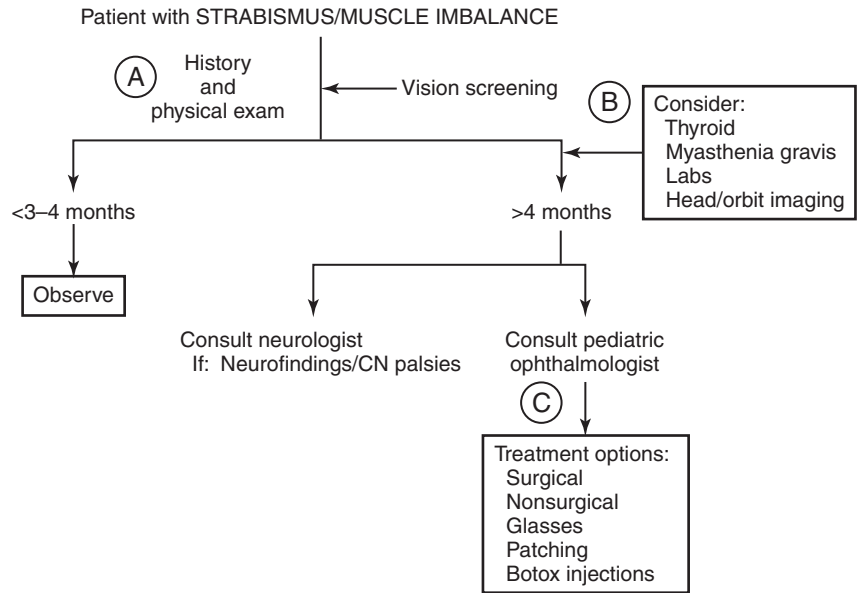 Patient with STRABISMUS/MUSCLE IMBALANCE
A
History
and
physical exam
Vision screening
B
Consider:
Thyroid
Myasthenia gravis
Labs
Head/orbit imaging
<3–4 months
>4 months
Observe
Consult neurologist
If: Neurofindings/CN palsies
Consult pediatric
ophthalmologist
C
Treatment options:
Surgical
Nonsurgical
Glasses
Patching
Botox injections